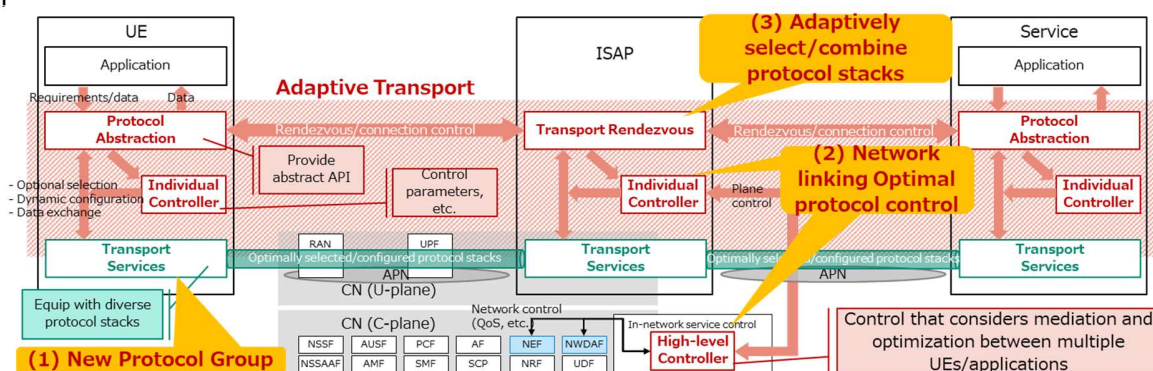 UE
ISAP
Service
(3) Adaptively
select/combine
protocol stacks
Application
Application
Adaptive Transport
Requirements/data
Data
Protocol
Abstraction
Rendezvous/connection control
Transport Rendezvous
Rendezvous/connection control
Protocol
Abstraction
Provide
abstract API
(2) Network
linking Optimal
protocol control
- Optional selection
- Dynamic configuration
- Data exchange
Individual
Controller
Control
parameters,
etc.
Individual
Controller
Plane
control
Individual
Controller
RAN
UPF
Transport
Services
Optimally selected/configured protocol stacks
Transport
Services
Optimally selected/configured protocol stacks
Transport
Services
APN
APN
CN (U-plane)
Equip with diverse
protocol stacks
CN (C-plane)
Network control
(QoS, etc.)
In-network service control
Control that considers mediation and
optimization between multiple
UEs/applications
NSSF
AUSF
PCF
AF
NEF
NWDAF
High-level
Controller
(1) New Protocol Group
NSSAAF
AMF
SMF
SCP
NRF
UDF